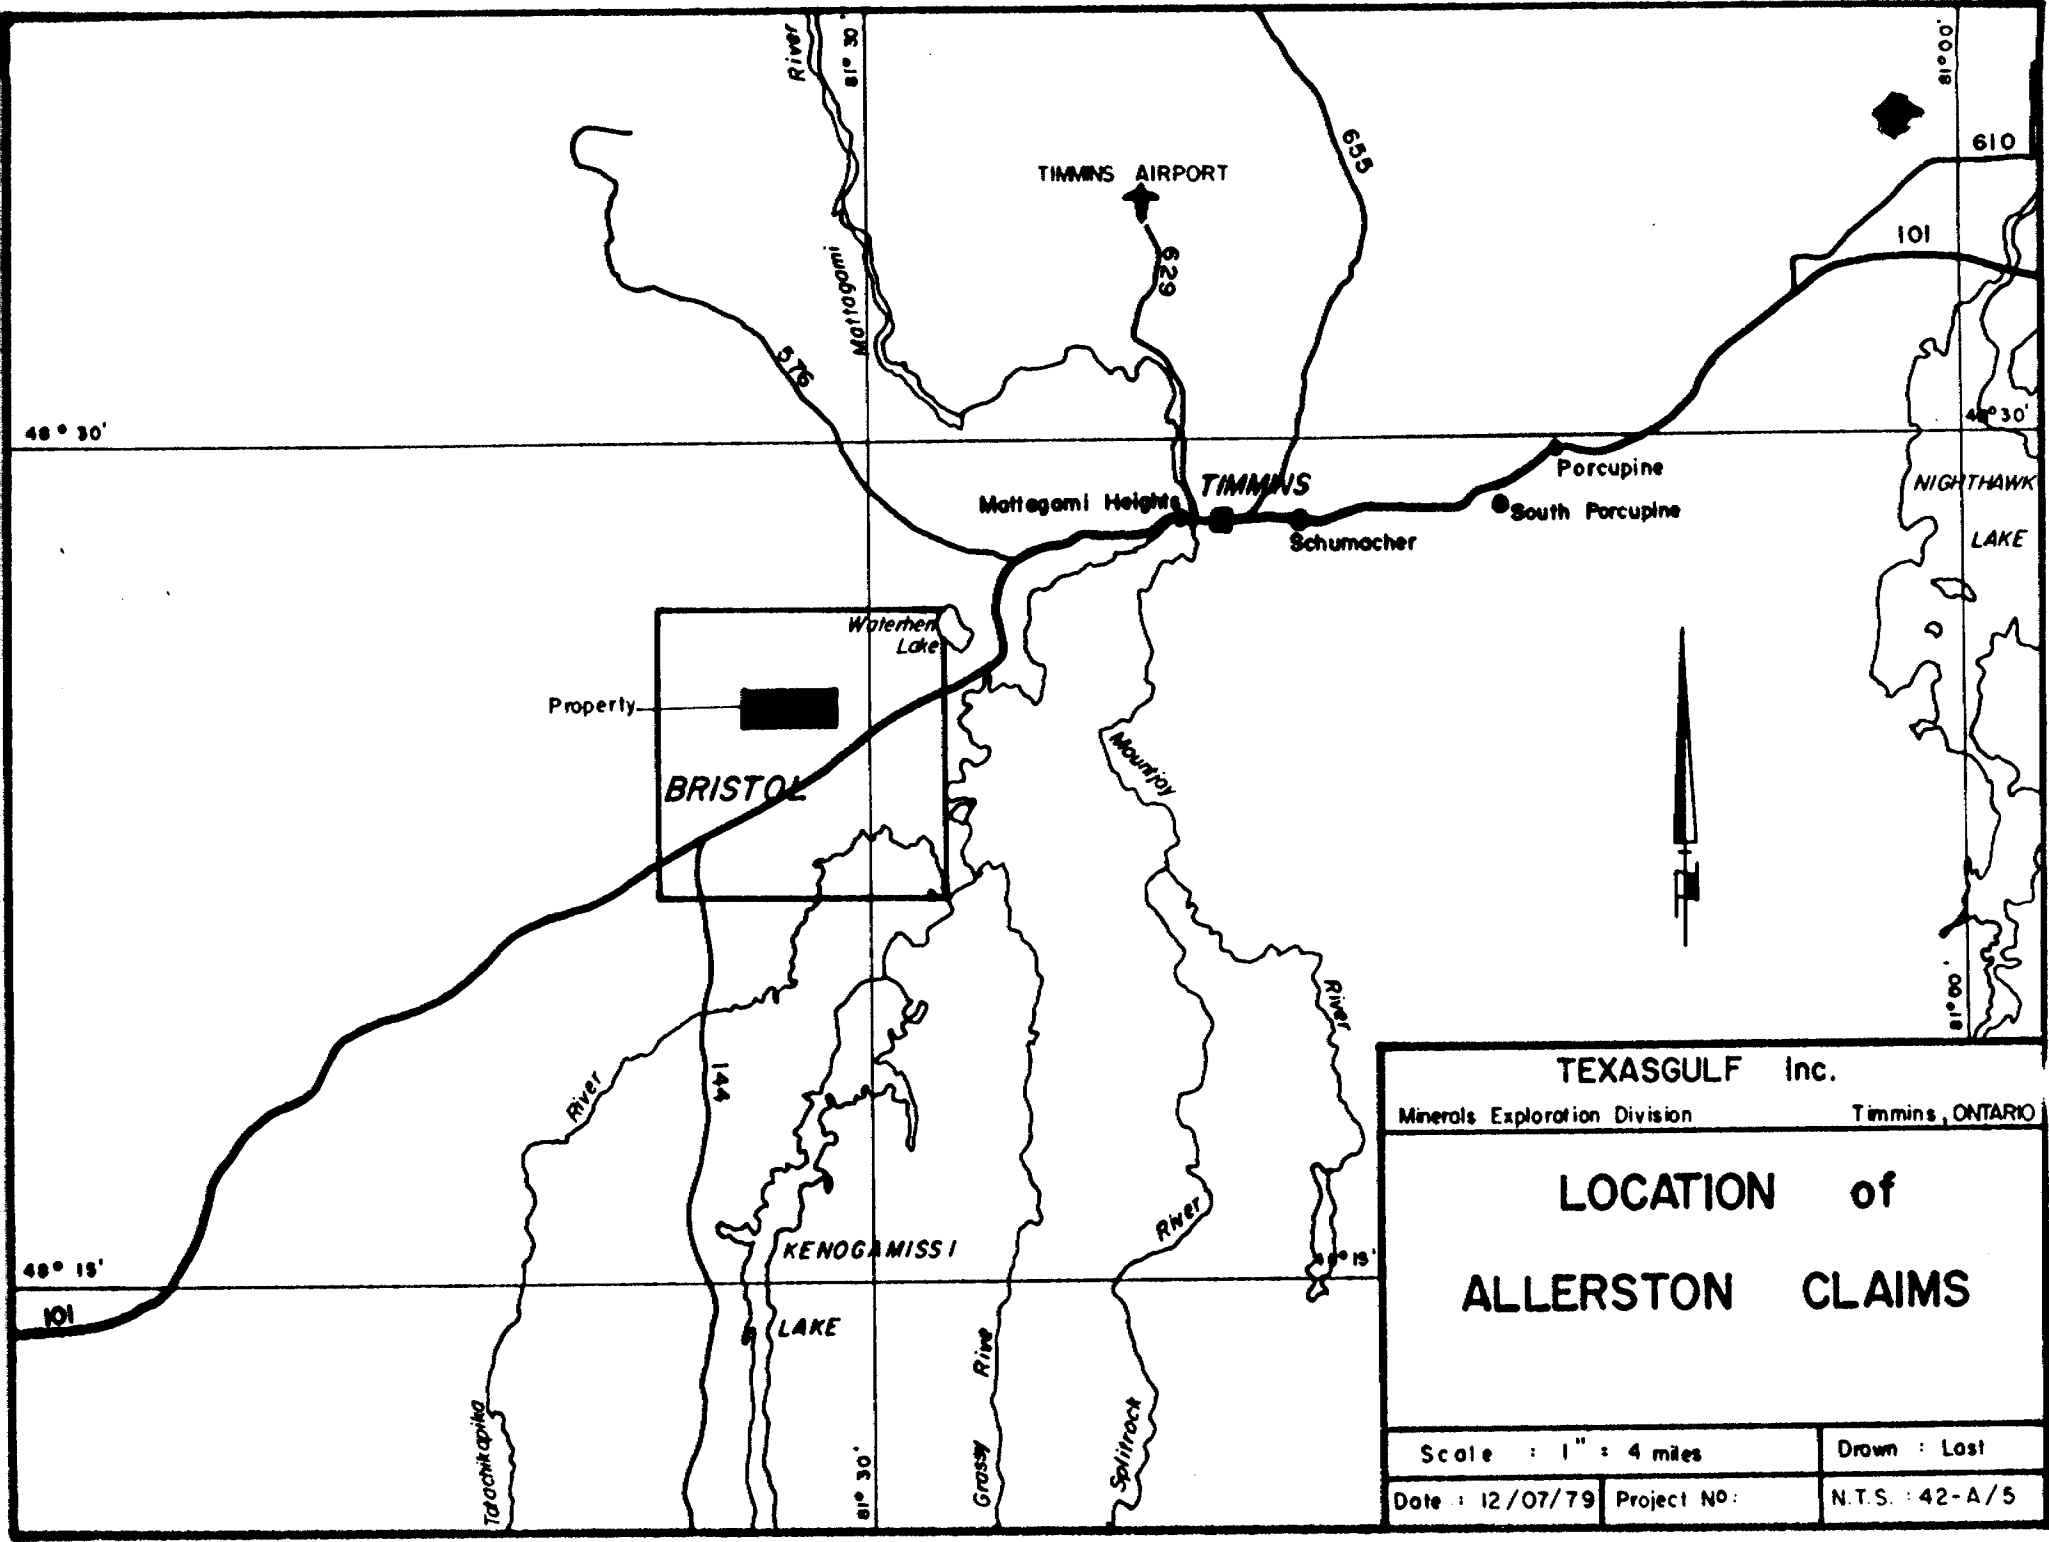 River
81° 30'
81° 00'
655
610
TIMMINS AIRPORT
101
629
Mattagami
576
48° 30'
48° 30'
Porcupine
NIGHTHAWK
LAKE
TIMMINS
Mattagami Heights
South Porcupine
Schumacher
Waterhen
Lake
Property
BRISTOL
Mountjoy
River
81° 00'
144
River
River
KENOGAMISSI
LAKE
48° 15'
48° 15'
101
Grassy Rive
Splitrock
Tatachikapika
81° 30'
TEXASGULF Inc.
Minerals Exploration Division Timmins, ONTARIO
LOCATION of
ALLERSTON CLAIMS
Scale : 1" = 4 miles
Drawn : Last
Date : 12/07/79
Project Nº:
N.T.S. : 42-A/5